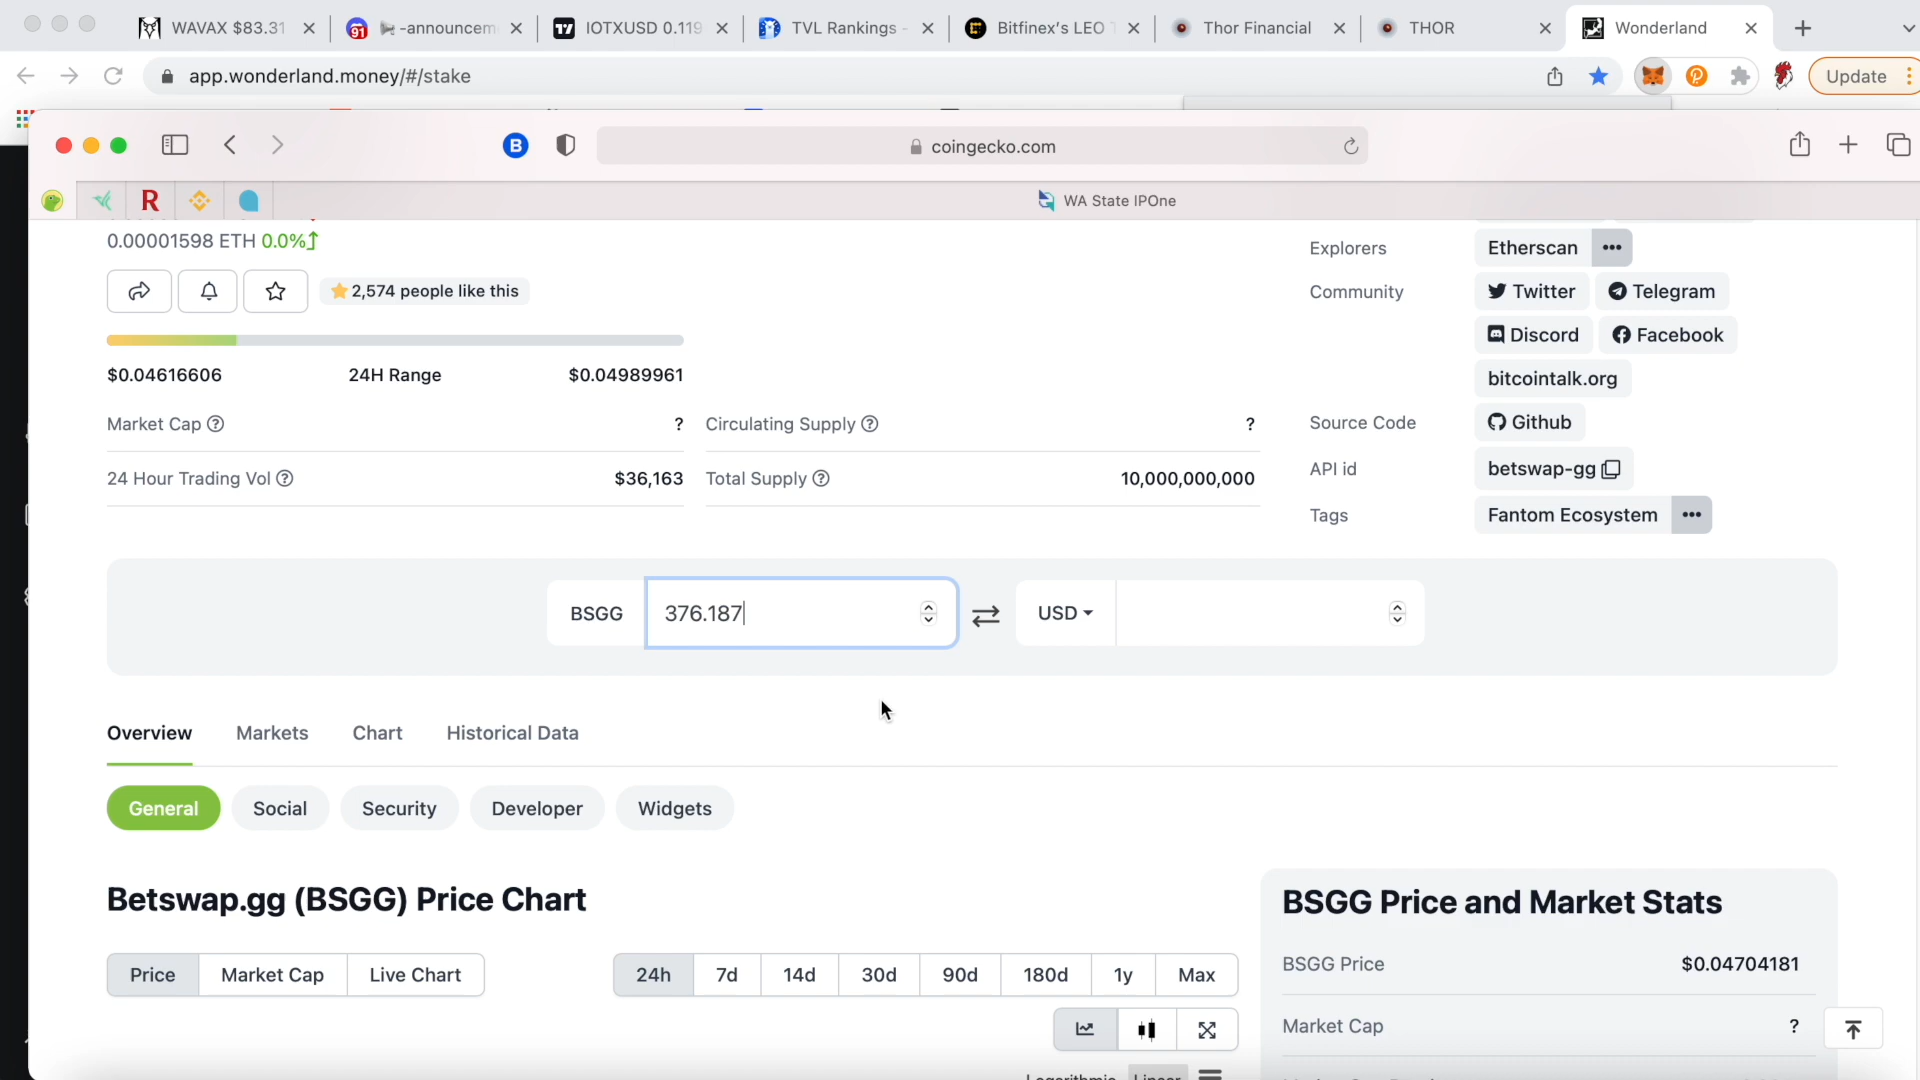 WAVAX $83.31
91
-announcem
IOTXUSD 0.119
TVL Rankings -
Bitfinex's LEO T
Thor Financial
THOR
Wonderland
app.wonderland.money/#/stake
Update
B
coingecko.com
R
WA State IPOne
0.00001598 ETH 0.0%
2,574 people like this
$0.04616606
24H Range
$0.04989961
Market Cap
?
Circulating Supply
?
24 Hour Trading Vol
$36,163
Total Supply
10,000,000,000
Explorers
Etherscan
Community
Twitter
Telegram
Discord
Facebook
bitcointalk.org
Source Code
Github
API id
betswap-gg
Tags
Fantom Ecosystem
BSGG
376.187
USD
Overview
Markets
Chart
Historical Data
General
Social
Security
Developer
Widgets
Betswap.gg (BSGG) Price Chart
Price
Market Cap
Live Chart
24h
7d
14d
30d
90d
180d
1y
Max
Logarithmic
Linear
BSGG Price and Market Stats
BSGG Price
$0.04704181
Market Cap
?